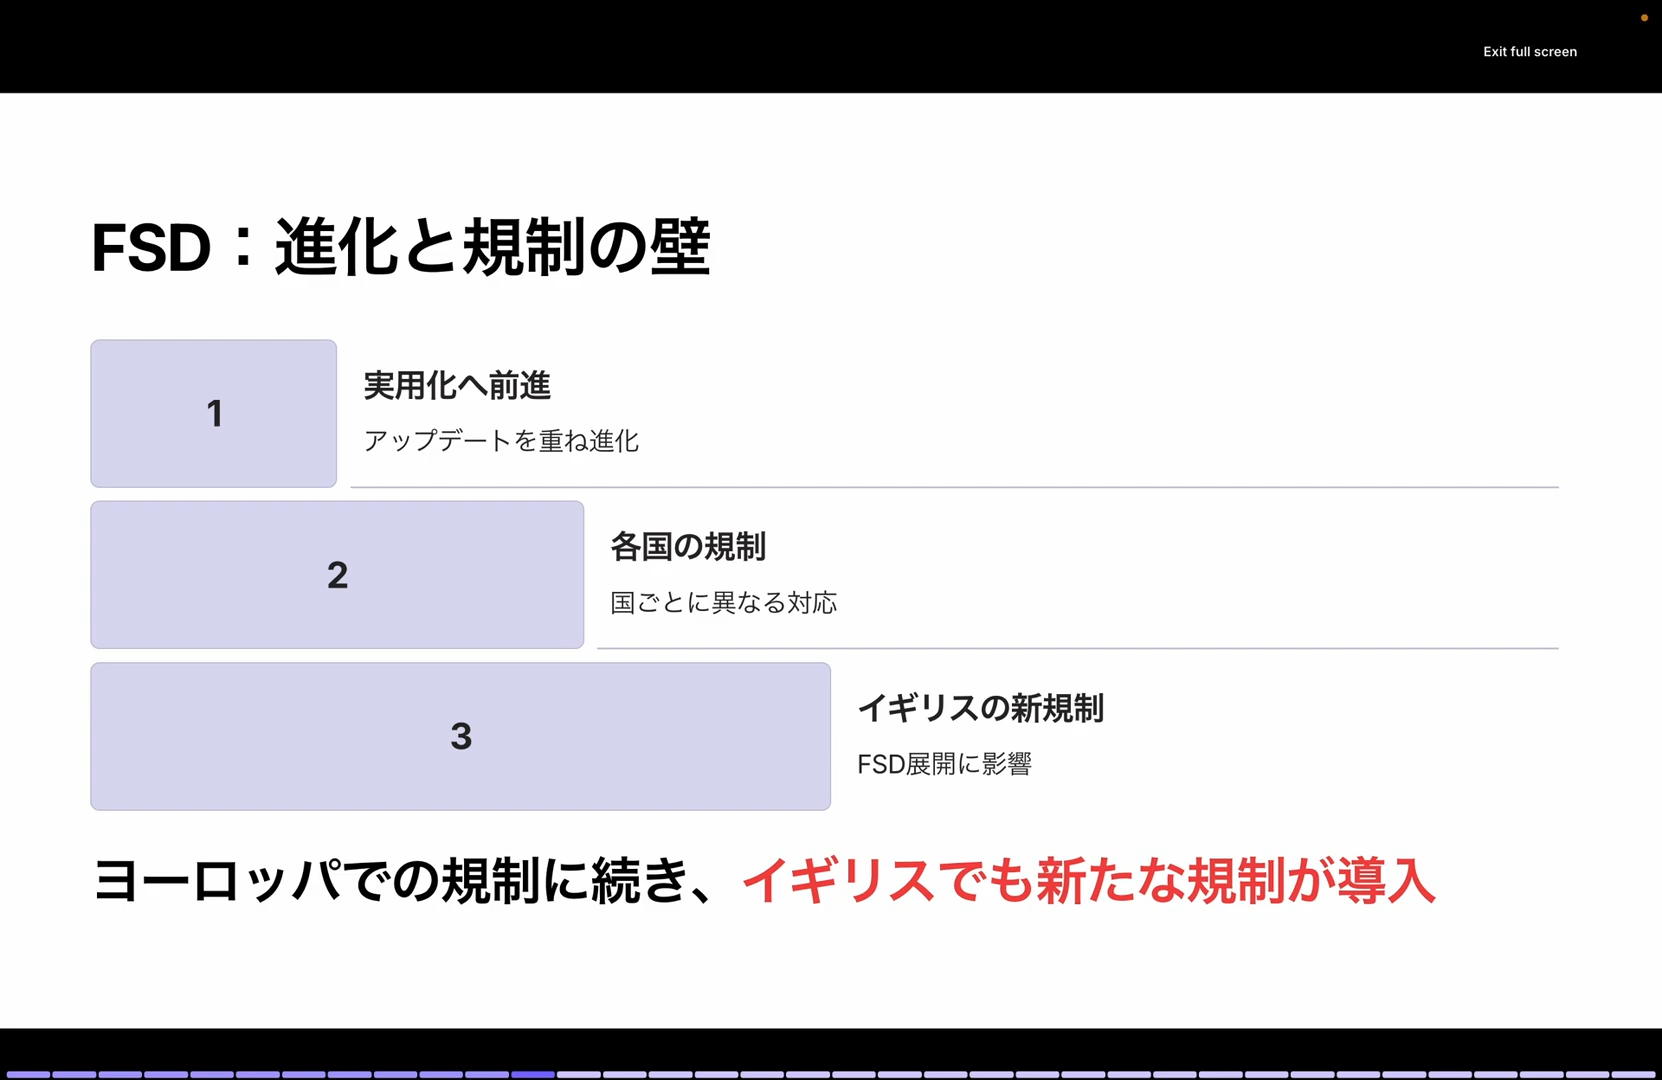 Exit full screen
FSD：進化と規制の壁
1
実用化へ前進
アップデートを重ね進化
2
各国の規制
国ごとに異なる対応
3
イギリスの新規制
FSD展開に影響
ヨーロッパでの規制に続き、イギリスでも新たな規制が導入